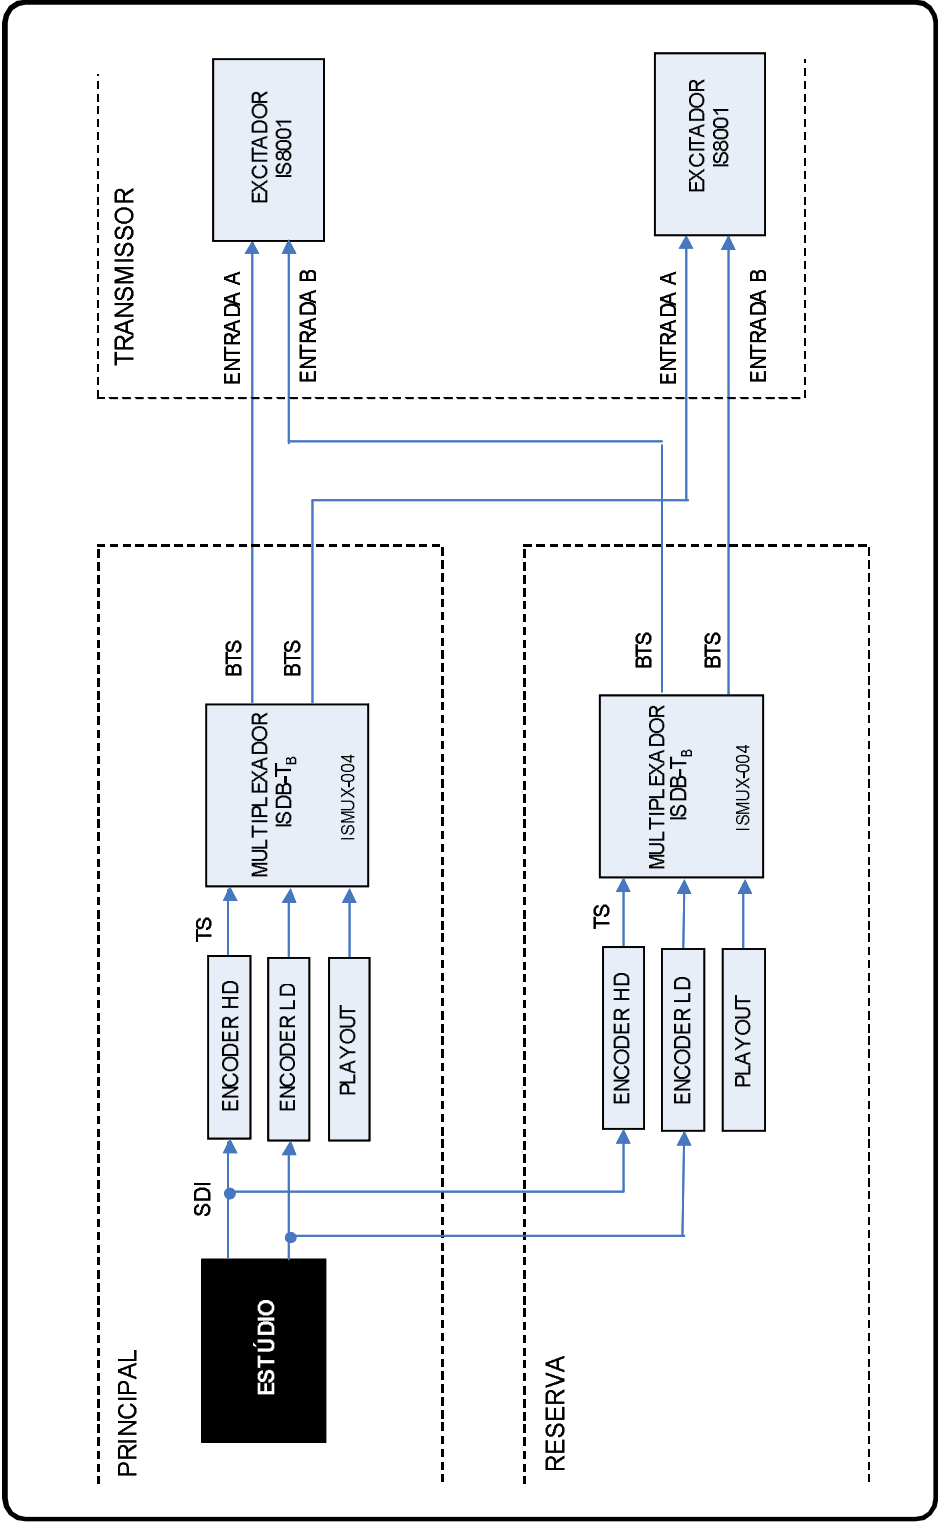 PRINCIPAL
ESTÚDIO
SDI
ENCODER HD
ENCODER LD
PLAYOUT
TS
MULTIPLEXADOR
ISDB-TB
ISMUX-004
BTS
BTS
TRANSMISSOR
ENTRADA A
ENTRADA B
EXCITADOR
IS8001
RESERVA
ENCODER HD
ENCODER LD
PLAYOUT
TS
MULTIPLEXADOR
ISDB-TB
ISMUX-004
BTS
BTS
ENTRADA A
ENTRADA B
EXCITADOR
IS8001